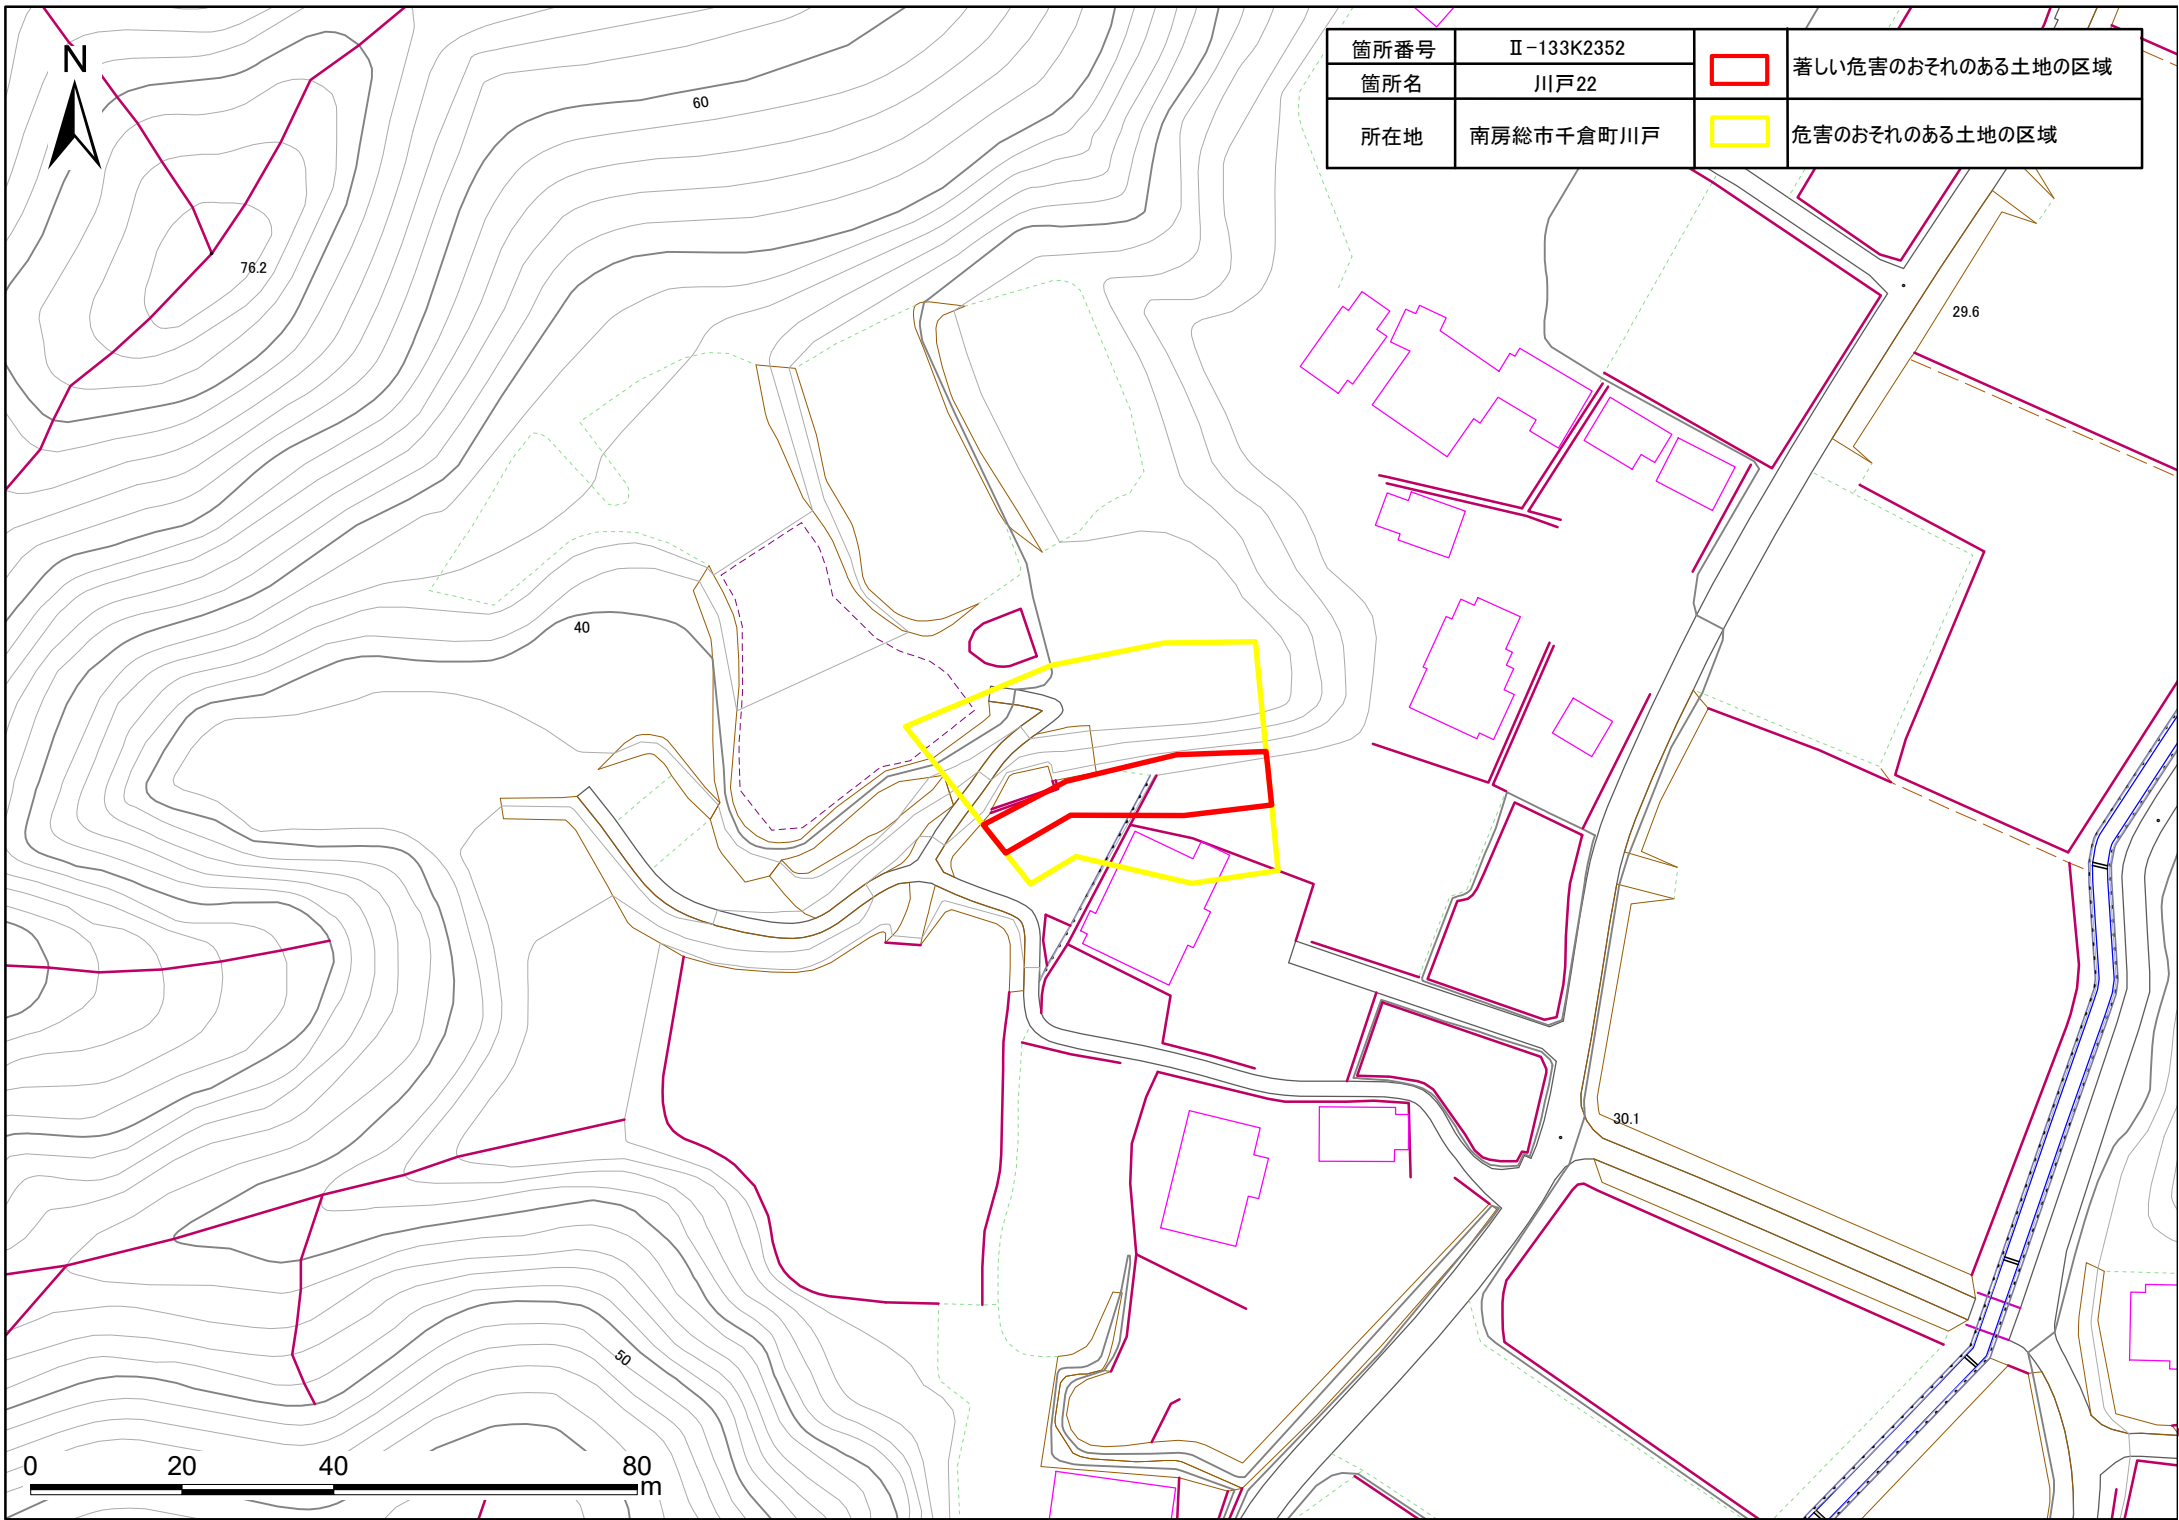 箇所番号 Ⅱ-133K2352 著しい危害のおそれのある土地の区域
箇所名 川戸22
所在地 南房総市千倉町川戸 危害のおそれのある土地の区域
N
60
76.2
29.6
40
30.1
50
0 20 40 80
m